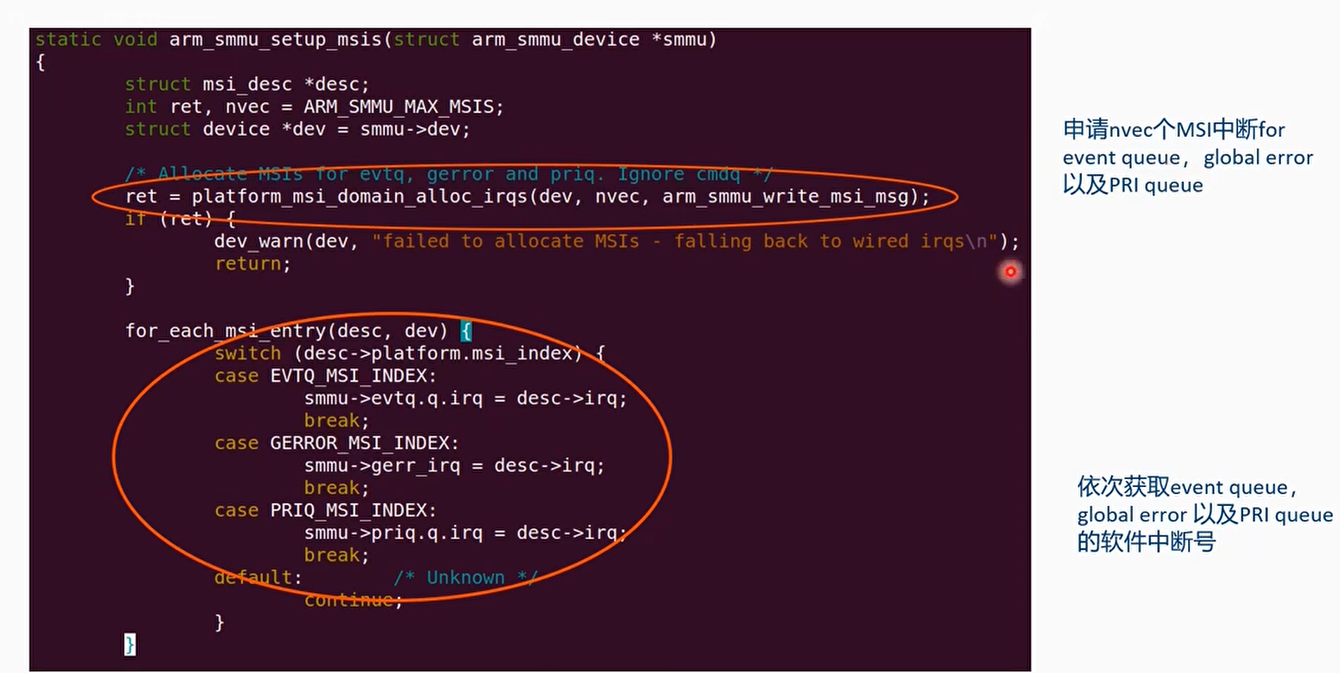 static void arm_smmu_setup_msis(struct arm_smmu_device *smmu)
{
struct msi_desc *desc;
int ret, nvec = ARM_SMMU_MAX_MSIS;
struct device *dev = smmu->dev;
/* Allocate MSIs for evtq, gerror and priq. Ignore cmdq */
ret = platform_msi_domain_alloc_irqs(dev, nvec, arm_smmu_write_msi_msg);
if (ret) {
dev_warn(dev, "failed to allocate MSIs - falling back to wired irqs\n");
return;
}
for_each_msi_entry(desc, dev) {
switch (desc->platform.msi_index) {
case EVTQ_MSI_INDEX:
smmu->evtq.q.irq = desc->irq;
break;
case GERROR_MSI_INDEX:
smmu->gerr_irq = desc->irq;
break;
case PRIQ_MSI_INDEX:
smmu->priq.q.irq = desc->irq;
break;
default: /* Unknown */
continue;
}
}
申请nvec个MSI中断for
event queue，global error
以及PRI queue
依次获取event queue，
global error 以及PRI queue
的软件中断号